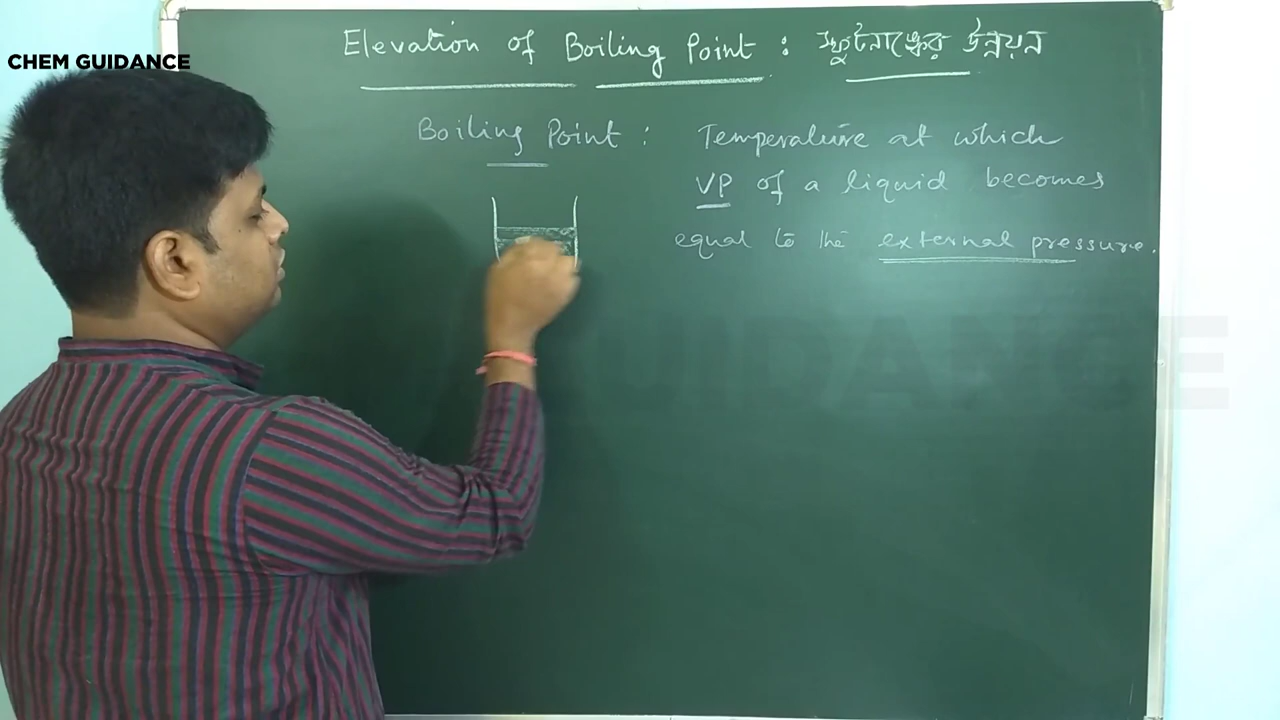 CHEM GUIDANCE
Elevation of Boiling Point : স্ফুটনাঙ্কের উন্নয়ন
Boiling Point : Temperature at which
VP of a liquid becomes
equal to the external pressure.
GUIDANCE